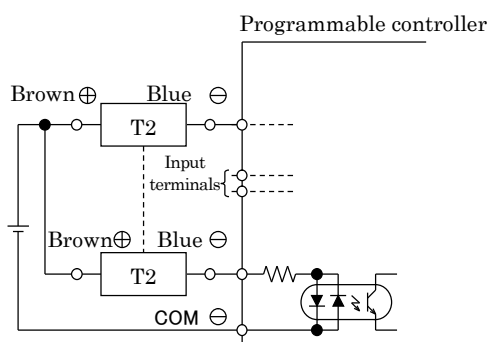 Programmable controller
Brown ⊕ Blue ⊖
T2
Input
terminals
Brown ⊕ Blue ⊖
T2
COM ⊖